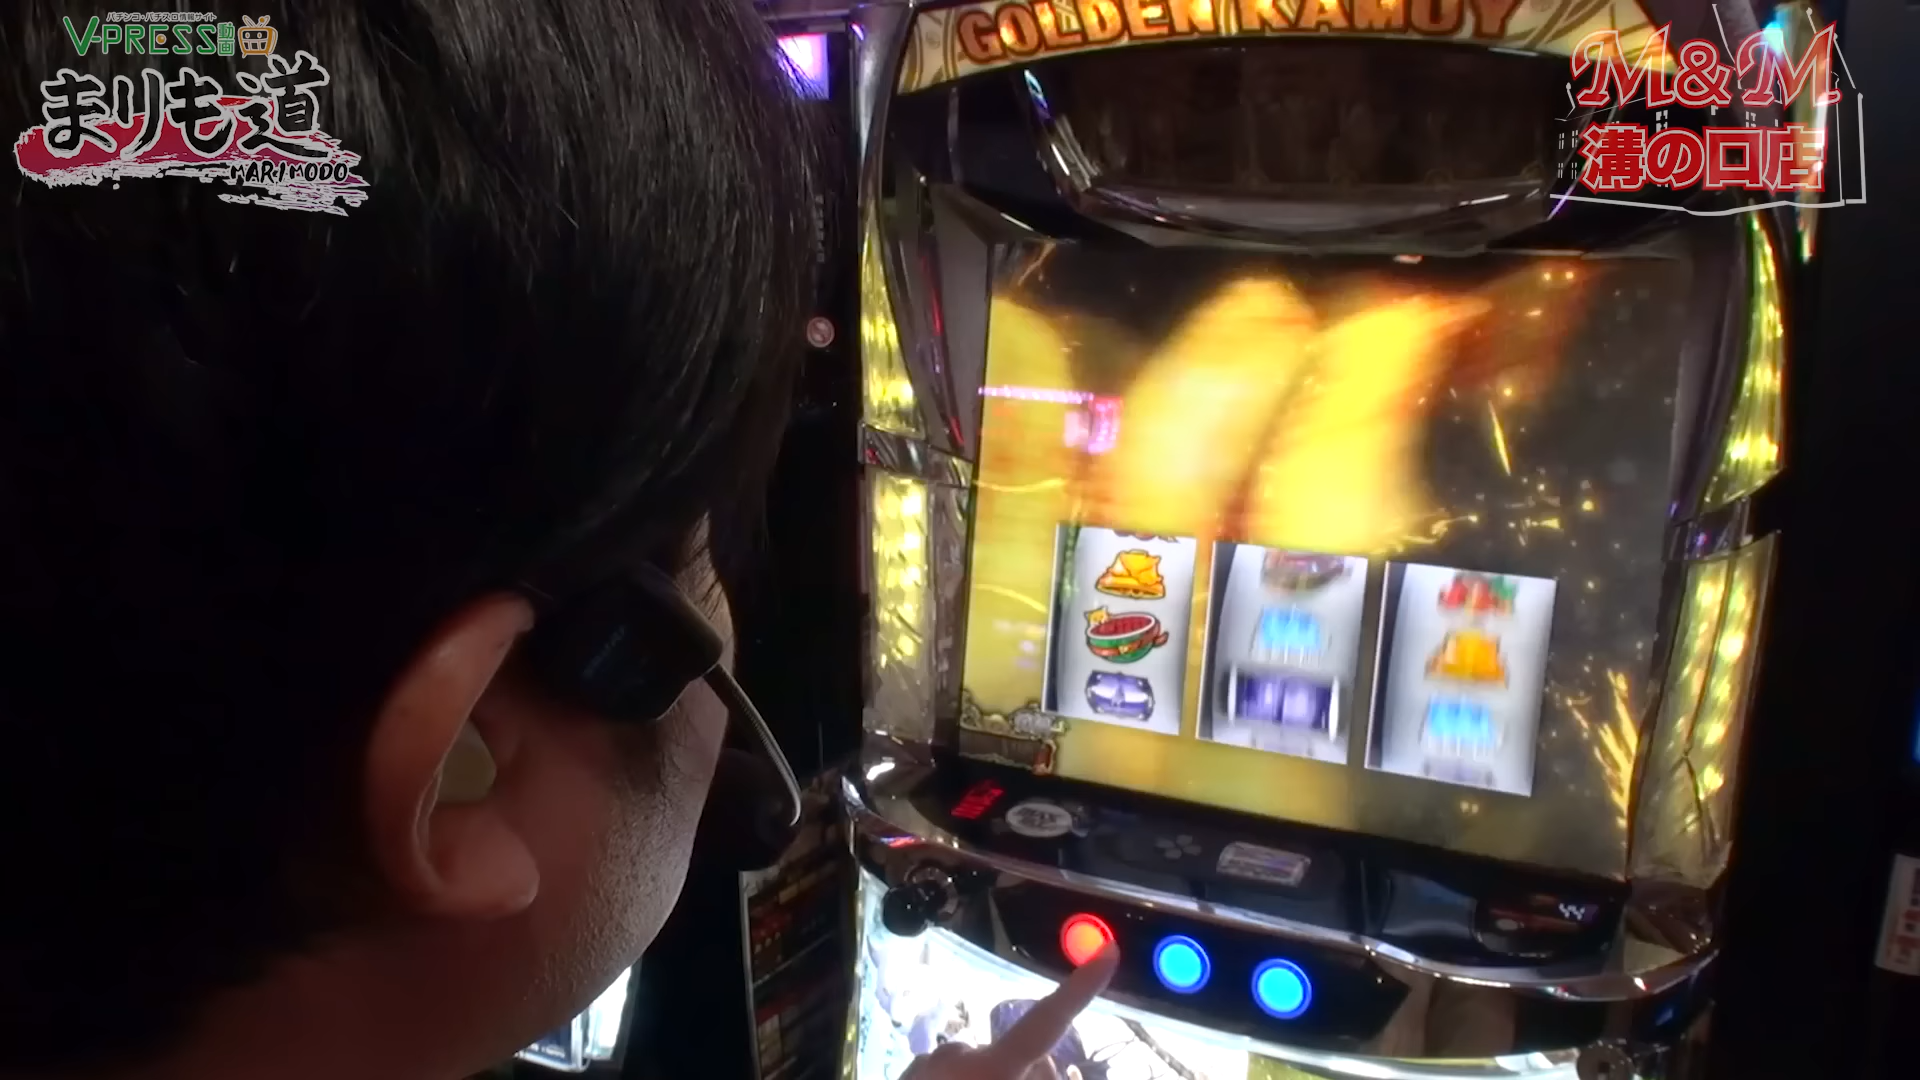 パチンコ・パチスロ情報サイト
V-PRESS動画
まりも道
MARIMODO
GOLDEN KAMUY
M&M
溝の口店